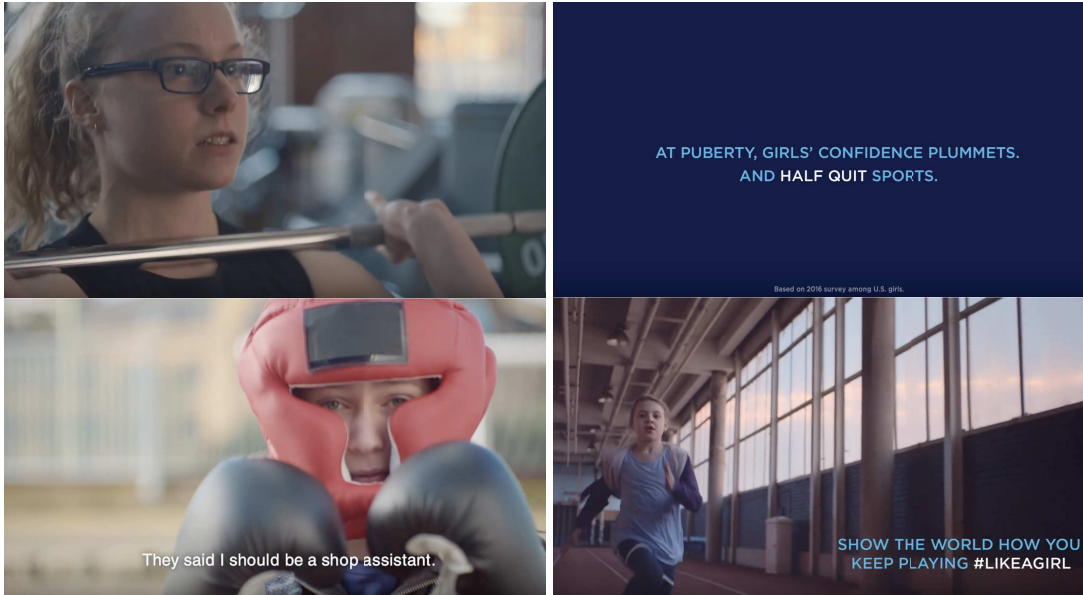 AT PUBERTY, GIRLS' CONFIDENCE PLUMMETS.
AND HALF QUIT SPORTS.
Based on 2016 survey among U.S. girls.
They said I should be a shop assistant.
SHOW THE WORLD HOW YOU
KEEP PLAYING #LIKEAGIRL